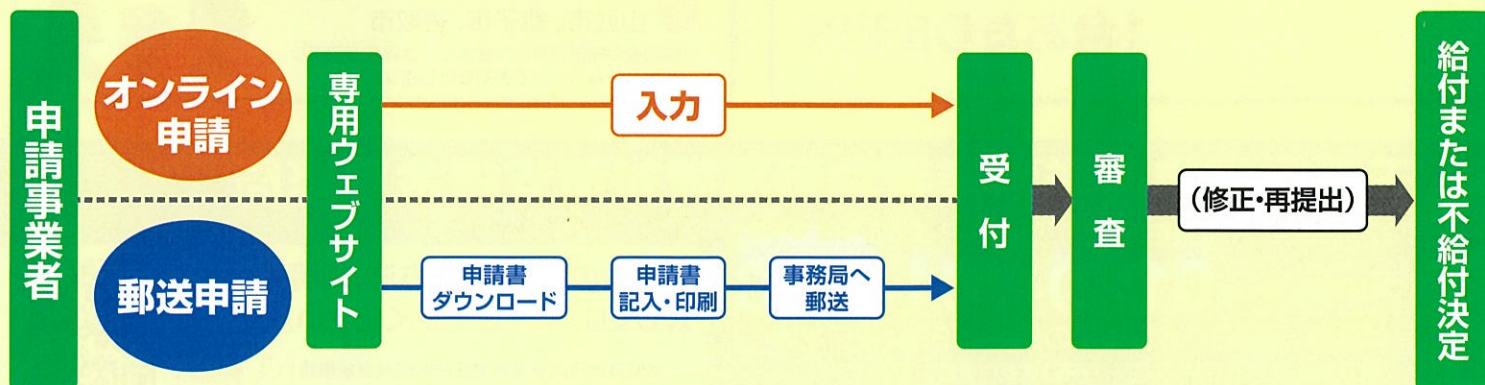 申請事業者
オンライン
申請
郵送申請
専用ウェブサイト
入力
申請書
ダウンロード
申請書
記入・印刷
事務局へ
郵送
受付
審査
(修正・再提出)
給付または不給付決定